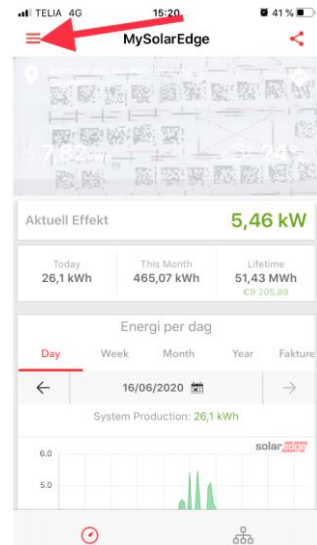 TELIA 4G 15:20 41 %
MySolarEdge
Aktuell Effekt 5,46 kW
Today This Month Lifetime
26,1 kWh 465,07 kWh 51,43 MWh
€9 205,89
Energi per dag
Day Week Month Year Fakture
16/06/2020
System Production: 26,1 kWh
solaredge
6.0
5.0